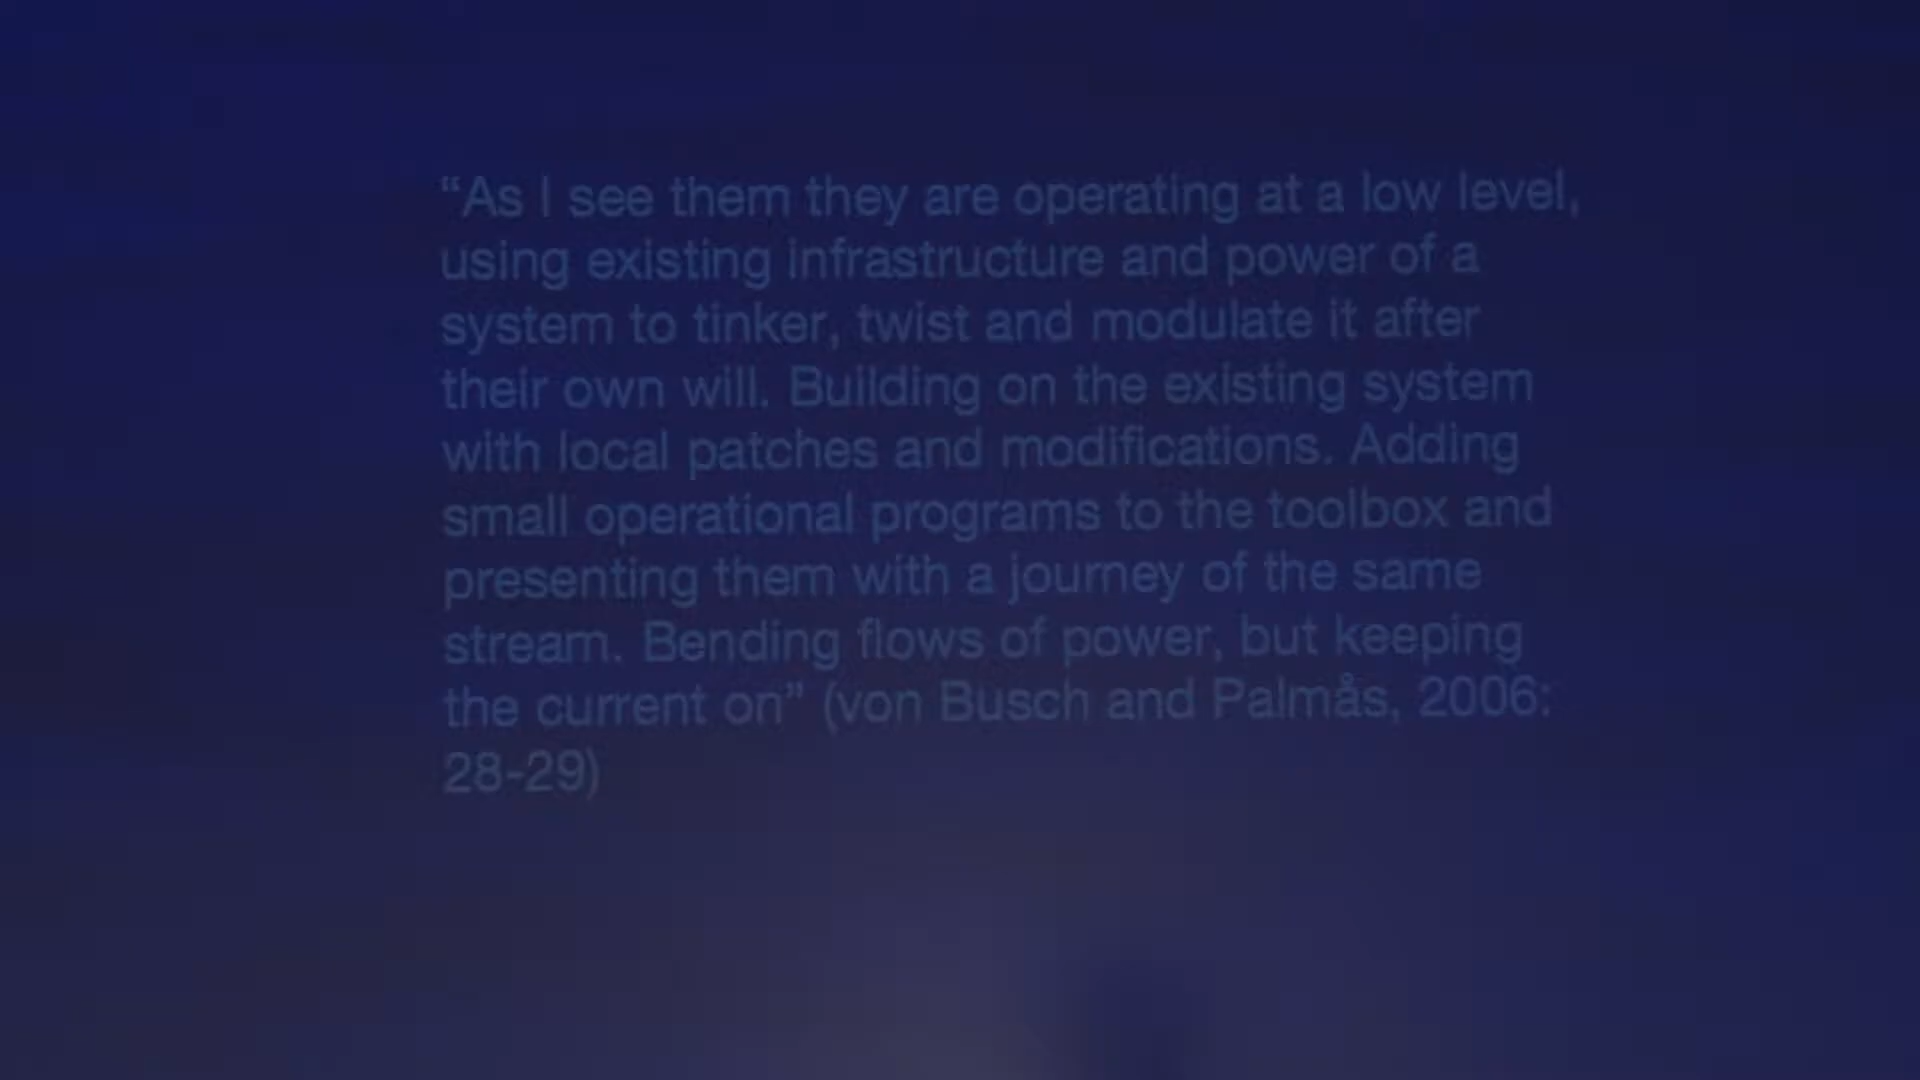 “As I see them they are operating at a low level,
using existing infrastructure and power of a
system to tinker, twist and modulate it after
their own will. Building on the existing system
with local patches and modifications. Adding
small operational programs to the toolbox and
presenting them with a journey of the same
stream. Bending flows of power, but keeping
the current on” (von Busch and Palmås, 2006:
28-29)